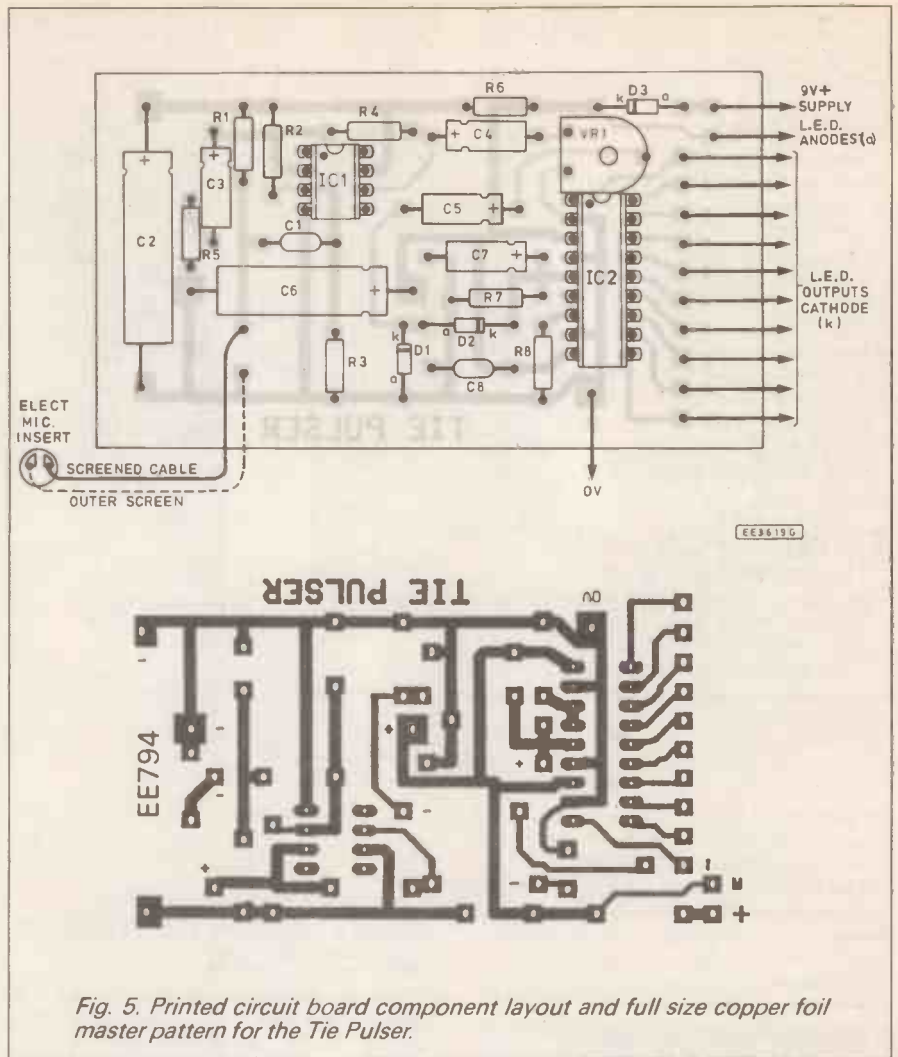 R6
D3
k
a
9V+
SUPPLY
R1
R2
R4
+
C4
VR1
L.E.D.
ANODES (a)
+
+
C3
IC1
C5
+
C1
R5
C2
C7
+
IC2
L.E.D.
OUTPUTS
CATHODE
(k)
C6
+
R7
a
D2
k
k
D1
a
R3
C8
R8
ELECT
MIC.
INSERT
TIE PULSER
SCREENED CABLE
OUTER SCREEN
0V
EE3619G
TIE PULSER
-
-
+
EE794
-
-
+
+
-
-
M
+
Fig. 5. Printed circuit board component layout and full size copper foil
master pattern for the Tie Pulser.